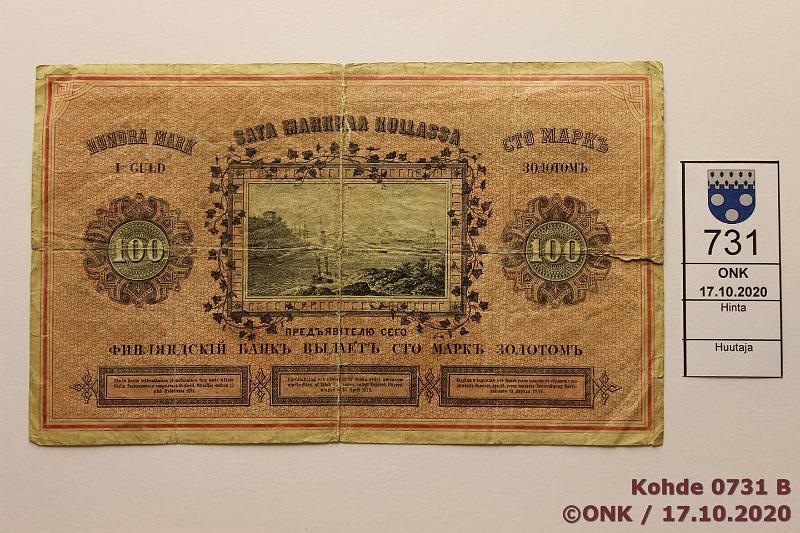 HUNDRA MARK
I GULD
SATA MARKKAA KULLASSA
СТО МАРКЪ
ЗОЛОТОМЪ
100
100
ПРЕДЪЯВИТЕЛЮ СЕГО
ФИНЛЯНДСКІЙ БАНКЪ ВЫДАЕТЪ СТО МАРКЪ ЗОЛОТОМЪ
731
ONK
17.10.2020
Hinta
Huutaja
Kohde 0731 B
©ONK / 17.10.2020